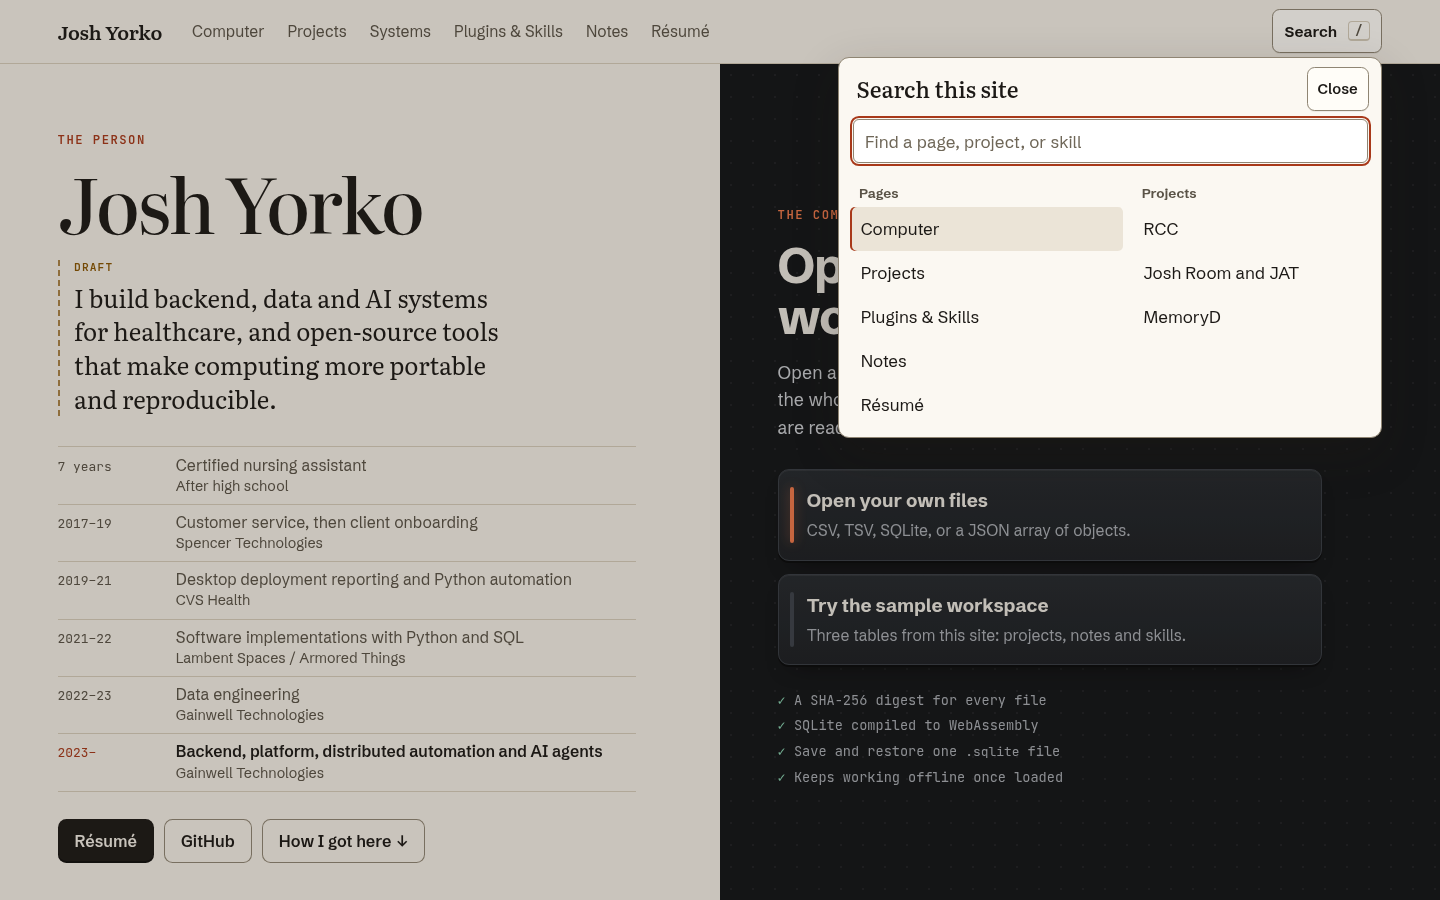 Josh Yorko
Computer
Projects
Systems
Plugins & Skills
Notes
Résumé
Search /
THE PERSON
Josh Yorko
DRAFT
I build backend, data and AI systems
for healthcare, and open-source tools
that make computing more portable
and reproducible.
7 years
Certified nursing assistant
After high school
2017–19
Customer service, then client onboarding
Spencer Technologies
2019–21
Desktop deployment reporting and Python automation
CVS Health
2021–22
Software implementations with Python and SQL
Lambent Spaces / Armored Things
2022–23
Data engineering
Gainwell Technologies
2023–
Backend, platform, distributed automation and AI agents
Gainwell Technologies
Résumé
GitHub
How I got here ↓
Search this site
Close
Find a page, project, or skill
Pages
Computer
Projects
Plugins & Skills
Notes
Résumé
Projects
RCC
Josh Room and JAT
MemoryD
THE
Open
the
are
Open your own files
CSV, TSV, SQLite, or a JSON array of objects.
Try the sample workspace
Three tables from this site: projects, notes and skills.
✓ A SHA-256 digest for every file
✓ SQLite compiled to WebAssembly
✓ Save and restore one .sqlite file
✓ Keeps working offline once loaded